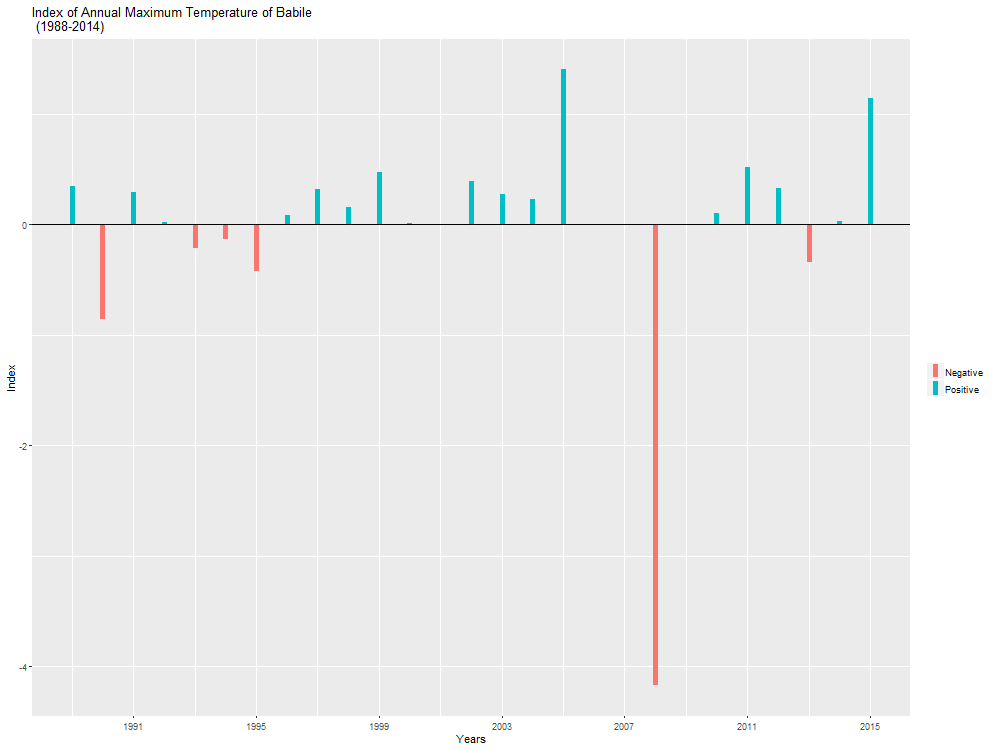 Index of Annual Maximum Temperature of Babile
(1988-2014)
0
-2
-4
Index
1991 1995 1999 2003 2007 2011 2015
Years
Negative
Positive